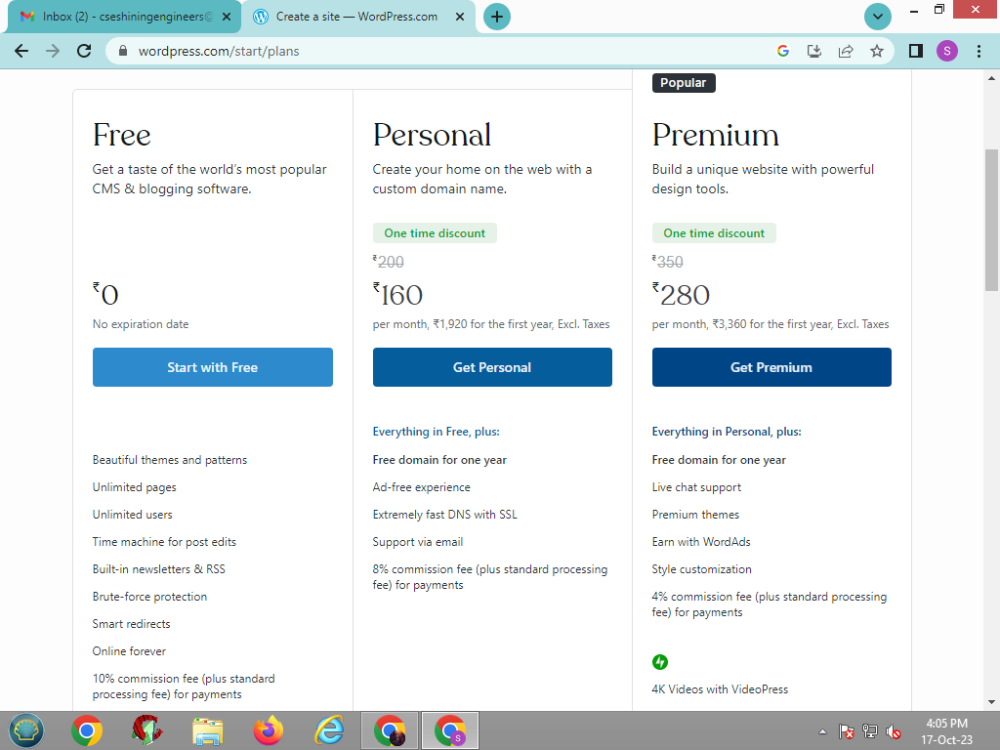 Inbox (2) - cseshiningengineers@
Create a site — WordPress.com
wordpress.com/start/plans
S
Popular
Free
Get a taste of the world's most popular
CMS & blogging software.
₹0
No expiration date
Start with Free
Beautiful themes and patterns
Unlimited pages
Unlimited users
Time machine for post edits
Built-in newsletters & RSS
Brute-force protection
Smart redirects
Online forever
10% commission fee (plus standard
processing fee) for payments
Personal
Create your home on the web with a
custom domain name.
One time discount
₹200
₹160
per month, ₹1,920 for the first year, Excl. Taxes
Get Personal
Everything in Free, plus:
Free domain for one year
Ad-free experience
Extremely fast DNS with SSL
Support via email
8% commission fee (plus standard processing
fee) for payments
Premium
Build a unique website with powerful
design tools.
One time discount
₹350
₹280
per month, ₹3,360 for the first year, Excl. Taxes
Get Premium
Everything in Personal, plus:
Free domain for one year
Live chat support
Premium themes
Earn with WordAds
Style customization
4% commission fee (plus standard processing
fee) for payments
4K Videos with VideoPress
S
4:05 PM
17-Oct-23